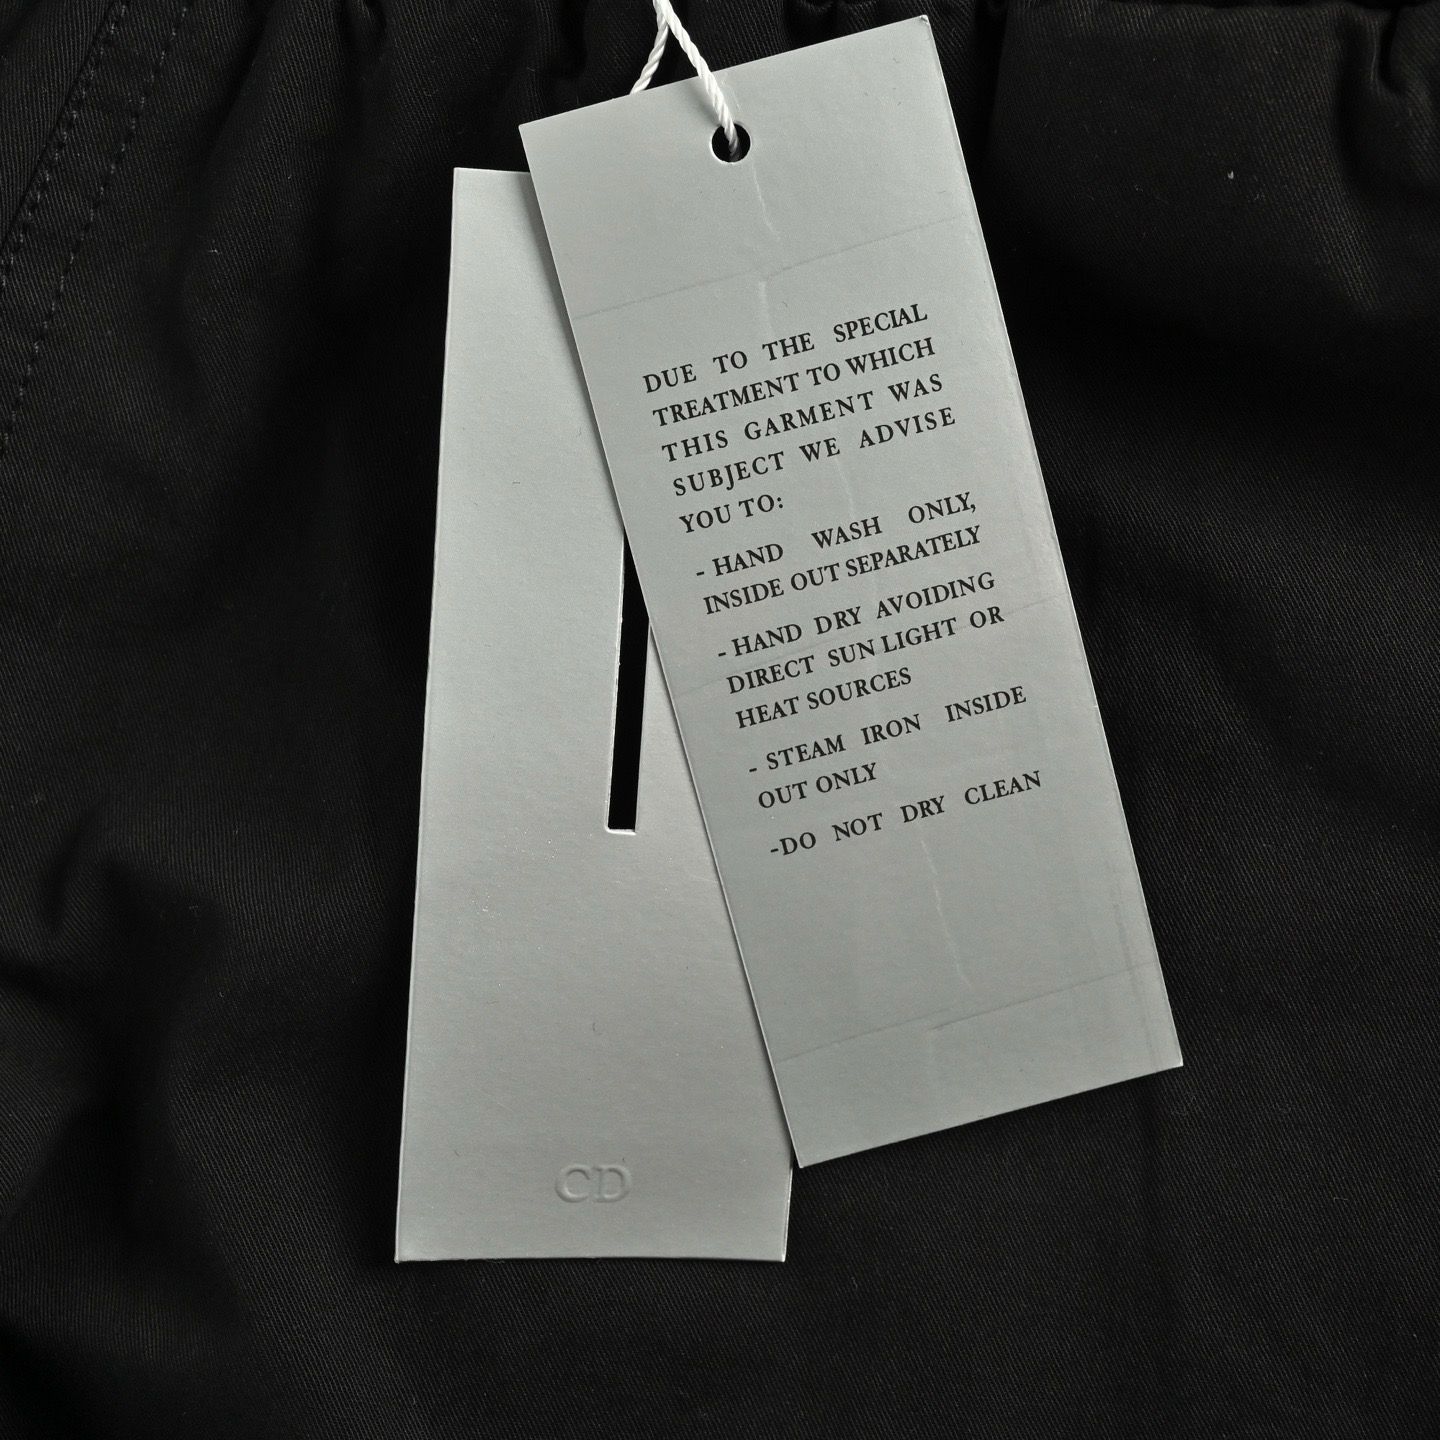 DUE TO THE SPECIAL
TREATMENT TO WHICH
THIS GARMENT WAS
SUBJECT WE ADVISE
YOU TO:
- HAND WASH ONLY,
INSIDE OUT SEPARATELY
- HAND DRY AVOIDING
DIRECT SUN LIGHT OR
HEAT SOURCES
- STEAM IRON INSIDE
OUT ONLY
-DO NOT DRY CLEAN
CD